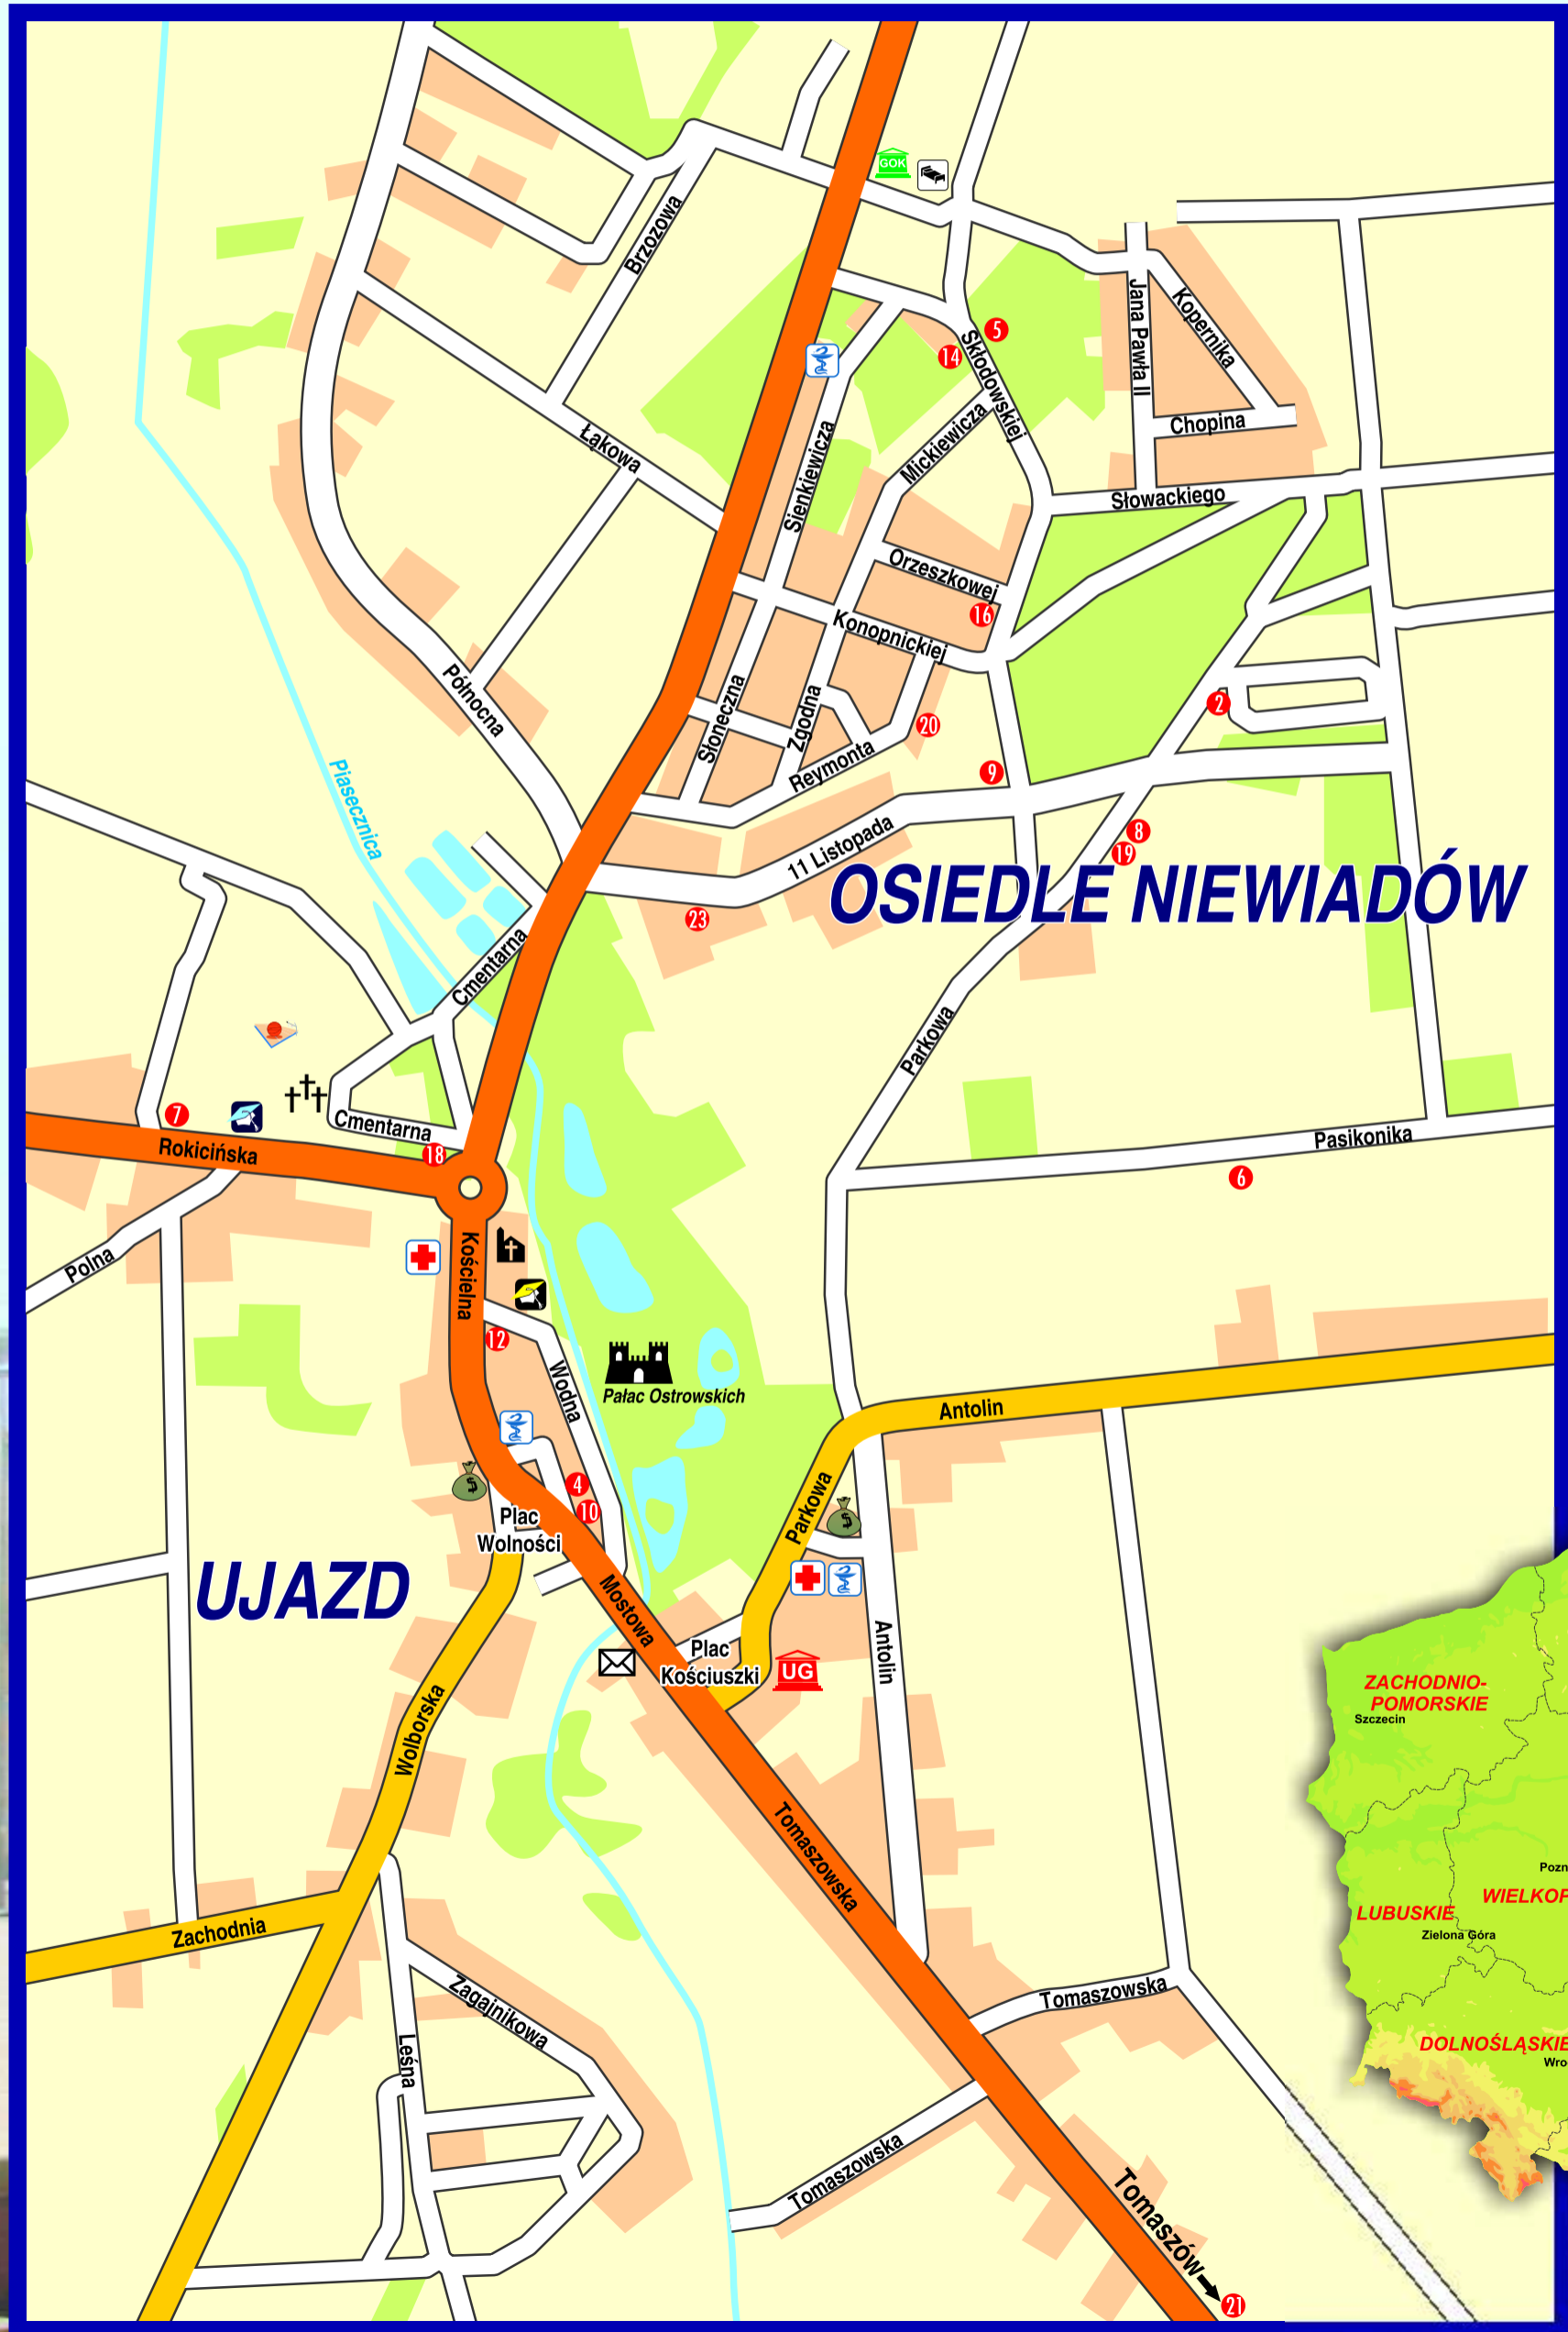 GOK
Brzozowa
Jana Pawła II
Kopernika
5
14
Skłodowskiej
Chopina
Mickiewicza
Łąkowa
Sienkiewicza
Słowackiego
Orzeszkowej
16
Konopnickiej
Północna
Słoneczna
Zgodna
20
2
Reymonta
9
Piasecznica
11 Listopada
8
19
OSIEDLE NIEWIADÓW
23
Cmentarna
Parkowa
7
Cmentarna
Rokicińska
18
Pasikonika
6
Polna
Kościelna
12
Wodna
Pałac Ostrowskich
Antolin
$
4
10
Plac
Wolności
Parkowa
$
UJAZD
Mostowa
Antolin
Plac
Kościuszki
UG
Wolborska
ZACHODNIO-
POMORSKIE
Szczecin
Tomaszowska
Pozn
WIELKOP
LUBUSKIE
Zielona Góra
Zachodnia
Zagajnikowa
Tomaszowska
Leśna
DOLNOŚLĄSKIE
Wro
Tomaszowska
Tomaszów
21